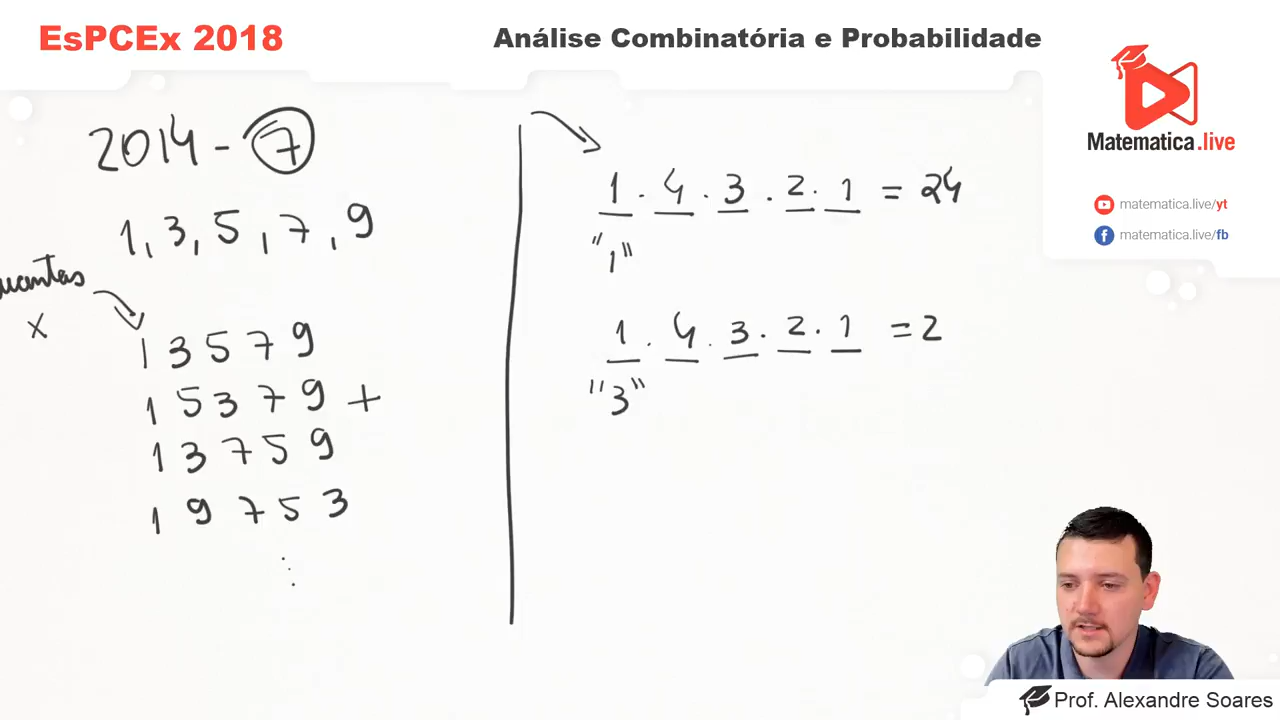 EsPCEx 2018
Análise Combinatória e Probabilidade
Matematica.live
matematica.live/yt
matematica.live/fb
2014 - 7
1, 3, 5, 7, 9
x
1 3 5 7 9
1 5 3 7 9 +
1 3 7 5 9
1 9 7 5 3
1 . 4 . 3 . 2 . 1 = 24
"1"
1 . 4 . 3 . 2 . 1 = 2
"3"
Prof. Alexandre Soares